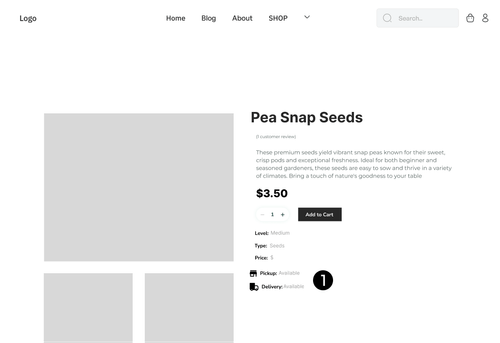 Logo
Home Blog About SHOP
Search...
Pea Snap Seeds
(1 customer review)
These premium seeds yield vibrant snap peas known for their sweet,
crisp pods and exceptional freshness. Ideal for both beginner and
seasoned gardeners, these seeds are easy to sow and thrive in a variety
of climates. Bring a touch of nature's goodness to your table
$3.50
− 1 +
Add to Cart
Level: Medium
Type: Seeds
Price: 5
Pickup: Available
Delivery: Available
1